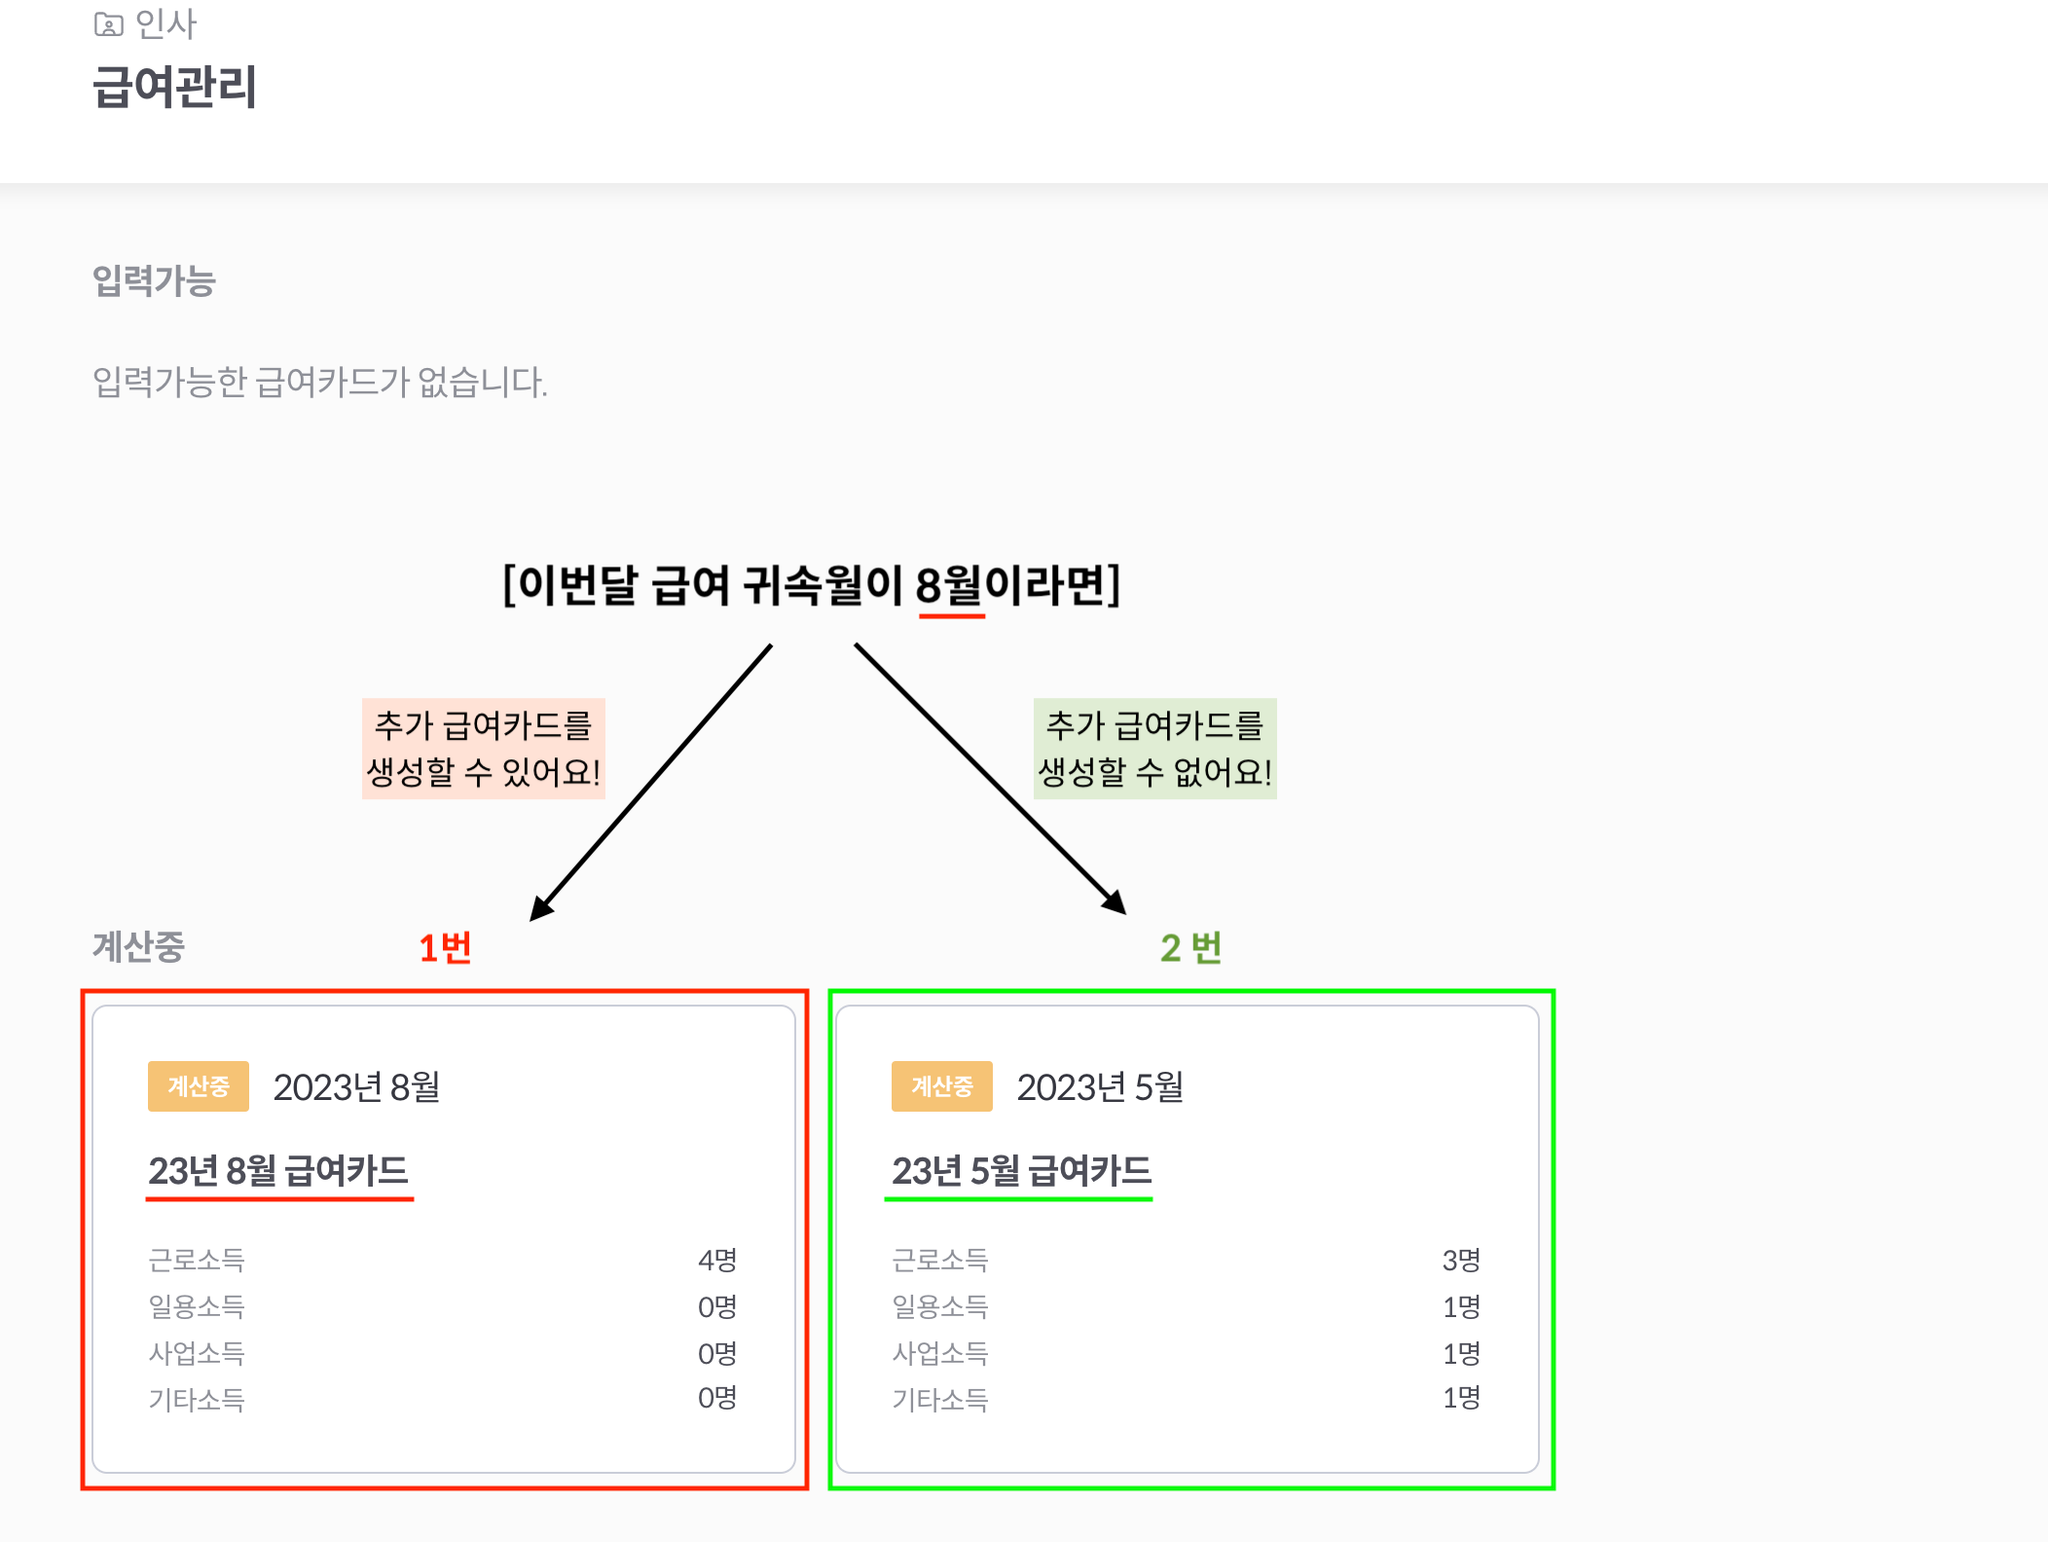 인사
급여관리
입력가능
입력가능한 급여카드가 없습니다.
[이번달 급여 귀속월이 8월이라면]
추가 급여카드를
생성할 수 있어요!
추가 급여카드를
생성할 수 없어요!
계산중
1번
2 번
계산중 2023년 8월
23년 8월 급여카드
근로소득 4명
일용소득 0명
사업소득 0명
기타소득 0명
계산중 2023년 5월
23년 5월 급여카드
근로소득 3명
일용소득 1명
사업소득 1명
기타소득 1명